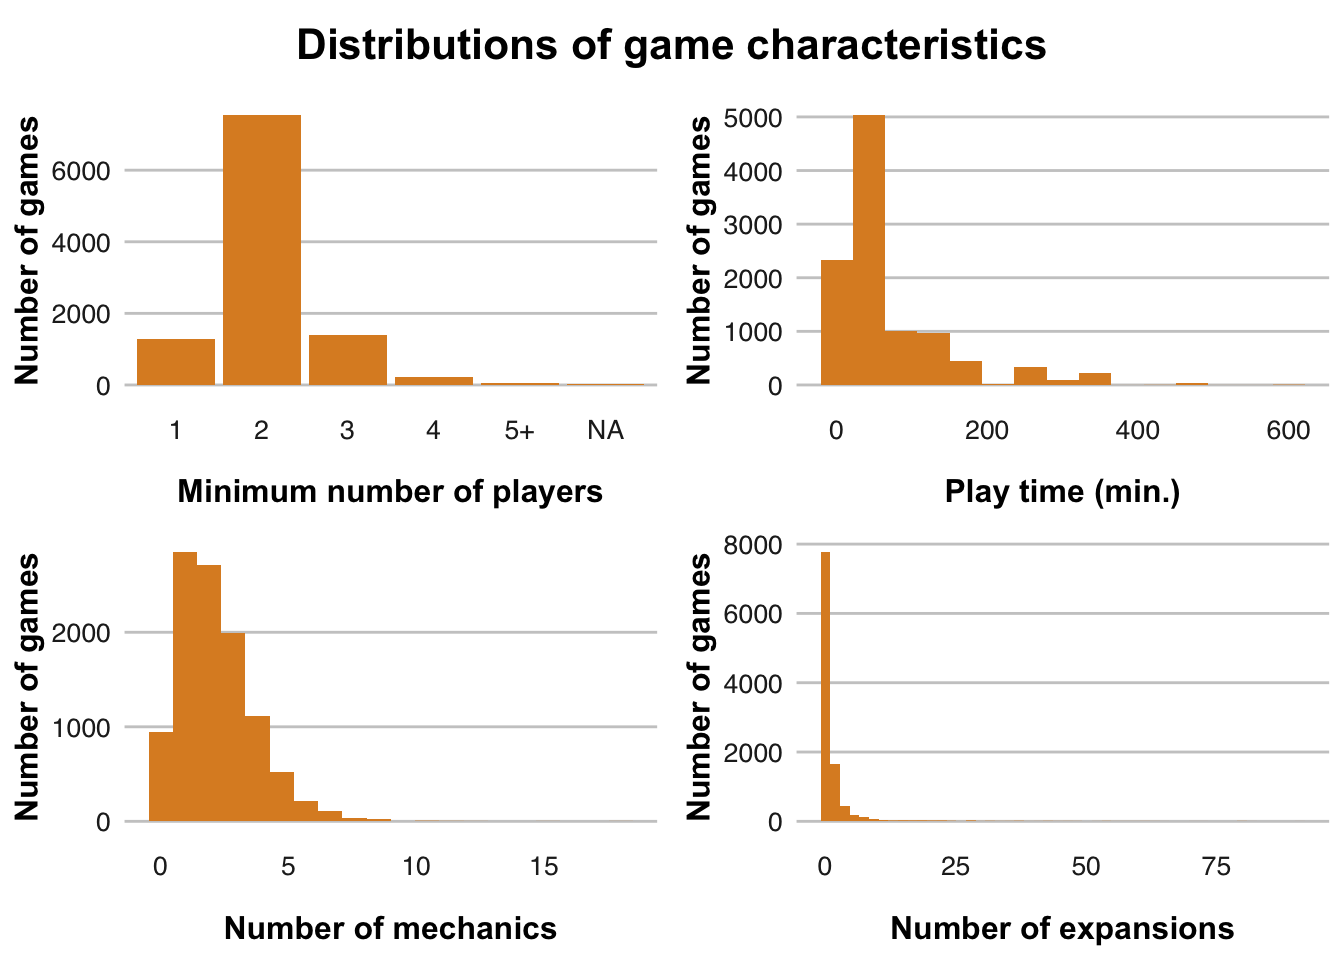 Distributions of game characteristics
Number of games
6000
4000
2000
0
1 2 3 4 5+ NA
Minimum number of players
Number of games
5000
4000
3000
2000
1000
0
0 200 400 600
Play time (min.)
Number of games
2000
1000
0
0 5 10 15
Number of mechanics
Number of games
8000
6000
4000
2000
0
0 25 50 75
Number of expansions